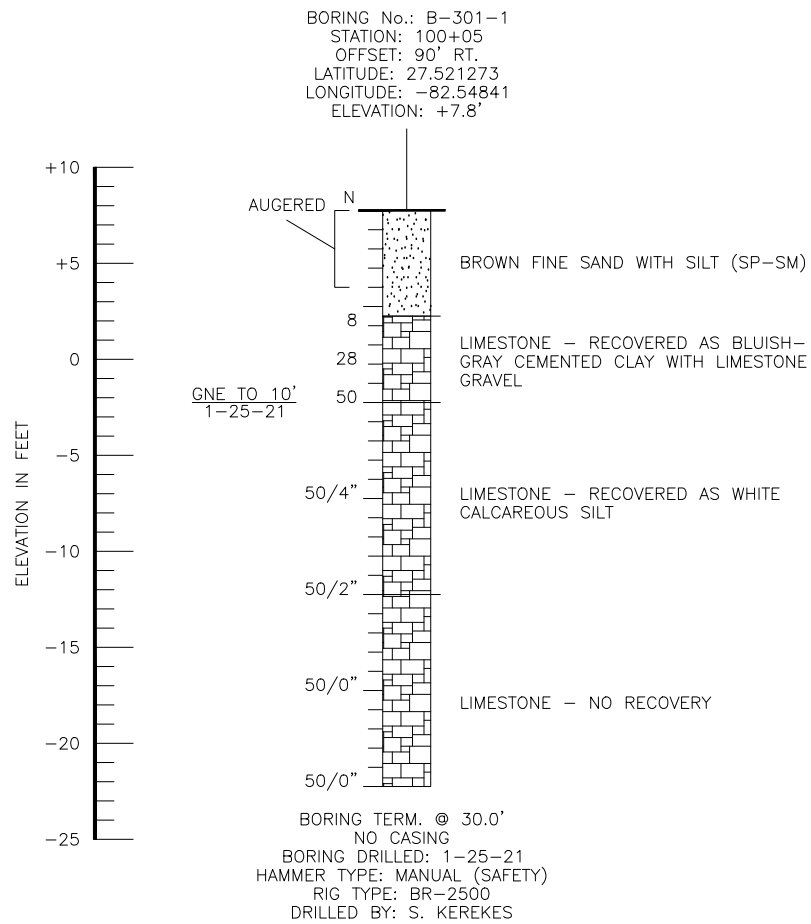 BORING No.: B-301-1
STATION: 100+05
OFFSET: 90' RT.
LATITUDE: 27.521273
LONGITUDE: -82.54841
ELEVATION: +7.8'
+10
+5
0
-5
-10
-15
-20
-25
ELEVATION IN FEET
N
AUGERED
8
28
50
50/4"
50/2"
50/0"
50/0"
GNE TO 10'
1-25-21
BROWN FINE SAND WITH SILT (SP-SM)
LIMESTONE - RECOVERED AS BLUISH-
GRAY CEMENTED CLAY WITH LIMESTONE
GRAVEL
LIMESTONE - RECOVERED AS WHITE
CALCAREOUS SILT
LIMESTONE - NO RECOVERY
BORING TERM. @ 30.0'
NO CASING
BORING DRILLED: 1-25-21
HAMMER TYPE: MANUAL (SAFETY)
RIG TYPE: BR-2500
DRILLED BY: S. KEREKES